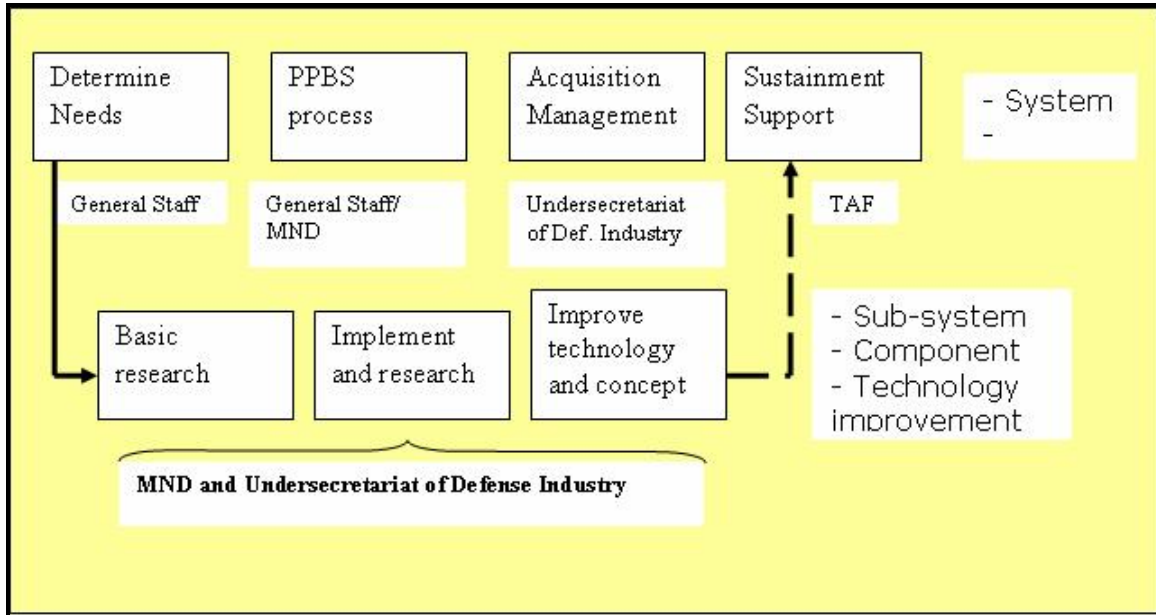 Determine
Needs
PPBS
process
Acquisition
Management
Sustainment
Support
- System
-
General Staff
General Staff/
MND
Undersecretariat
of Def. Industry
TAF
Basic
research
Implement
and research
Improve
technology
and concept
- Sub-system
- Component
- Technology
improvement
MND and Undersecretariat of Defense Industry